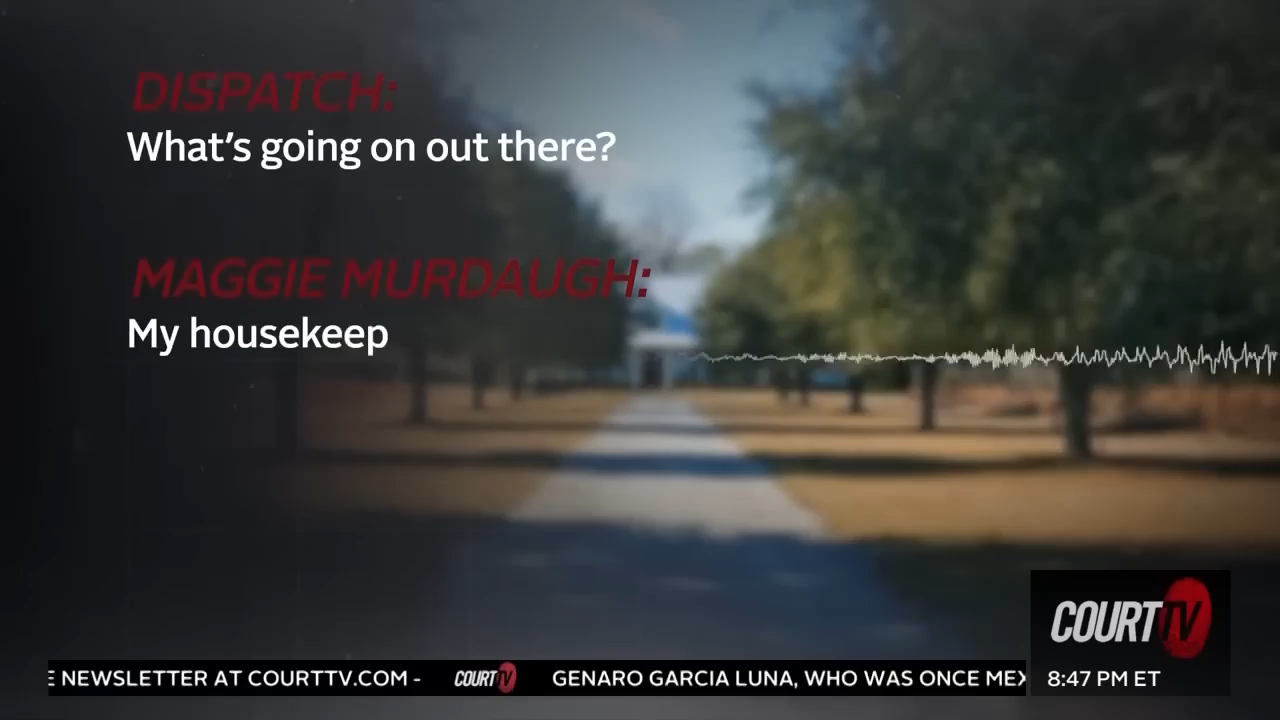 DISPATCH:
What's going on out there?
MAGGIE MURDAUGH:
My housekeep
COURT TV
NEWSLETTER AT COURTTV.COM - COURT TV GENARO GARCIA LUNA, WHO WAS ONCE MEX
8:47 PM ET